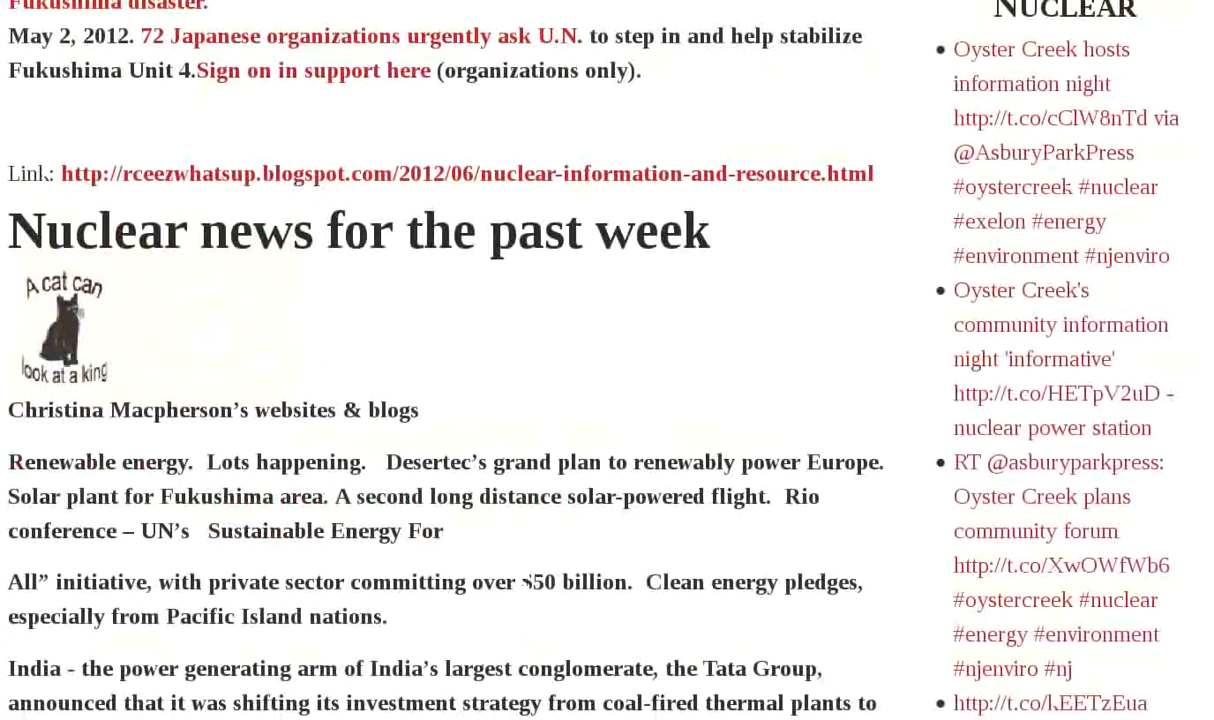 Fukushima disaster.
May 2, 2012. 72 Japanese organizations urgently ask U.N. to step in and help stabilize
Fukushima Unit 4.Sign on in support here (organizations only).
Link: http://rceezwhatsup.blogspot.com/2012/06/nuclear-information-and-resource.html
Nuclear news for the past week
A cat can
look at a king
Christina Macpherson’s websites & blogs
Renewable energy.  Lots happening.   Desertec’s grand plan to renewably power Europe.
Solar plant for Fukushima area. A second long distance solar-powered flight.  Rio
conference – UN’s   Sustainable Energy For
All” initiative, with private sector committing over $50 billion.  Clean energy pledges,
especially from Pacific Island nations.
India - the power generating arm of India’s largest conglomerate, the Tata Group,
announced that it was shifting its investment strategy from coal-fired thermal plants to
NUCLEAR
Oyster Creek hosts
information night
http://t.co/cClW8nTd via
@AsburyParkPress
#oystercreek #nuclear
#exelon #energy
#environment #njenviro
Oyster Creek's
community information
night 'informative'
http://t.co/HETpV2uD -
nuclear power station
RT @asburyparkpress:
Oyster Creek plans
community forum
http://t.co/XwOWfWb6
#oystercreek #nuclear
#energy #environment
#njenviro #nj
http://t.co/kEETzEua